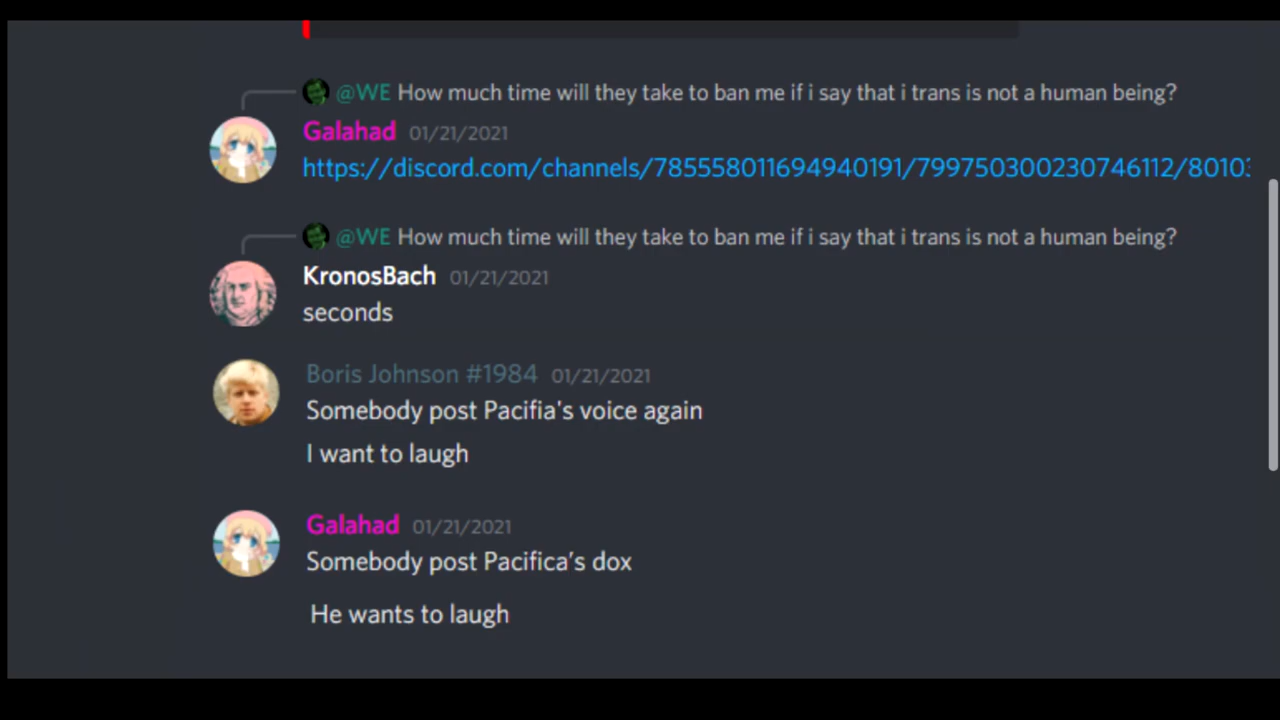 @WE How much time will they take to ban me if i say that i trans is not a human being?
Galahad 01/21/2021
https://discord.com/channels/785558011694940191/799750300230746112/80103
@WE How much time will they take to ban me if i say that i trans is not a human being?
KronosBach 01/21/2021
seconds
Boris Johnson #1984 01/21/2021
Somebody post Pacifia's voice again
I want to laugh
Galahad 01/21/2021
Somebody post Pacifica's dox
He wants to laugh